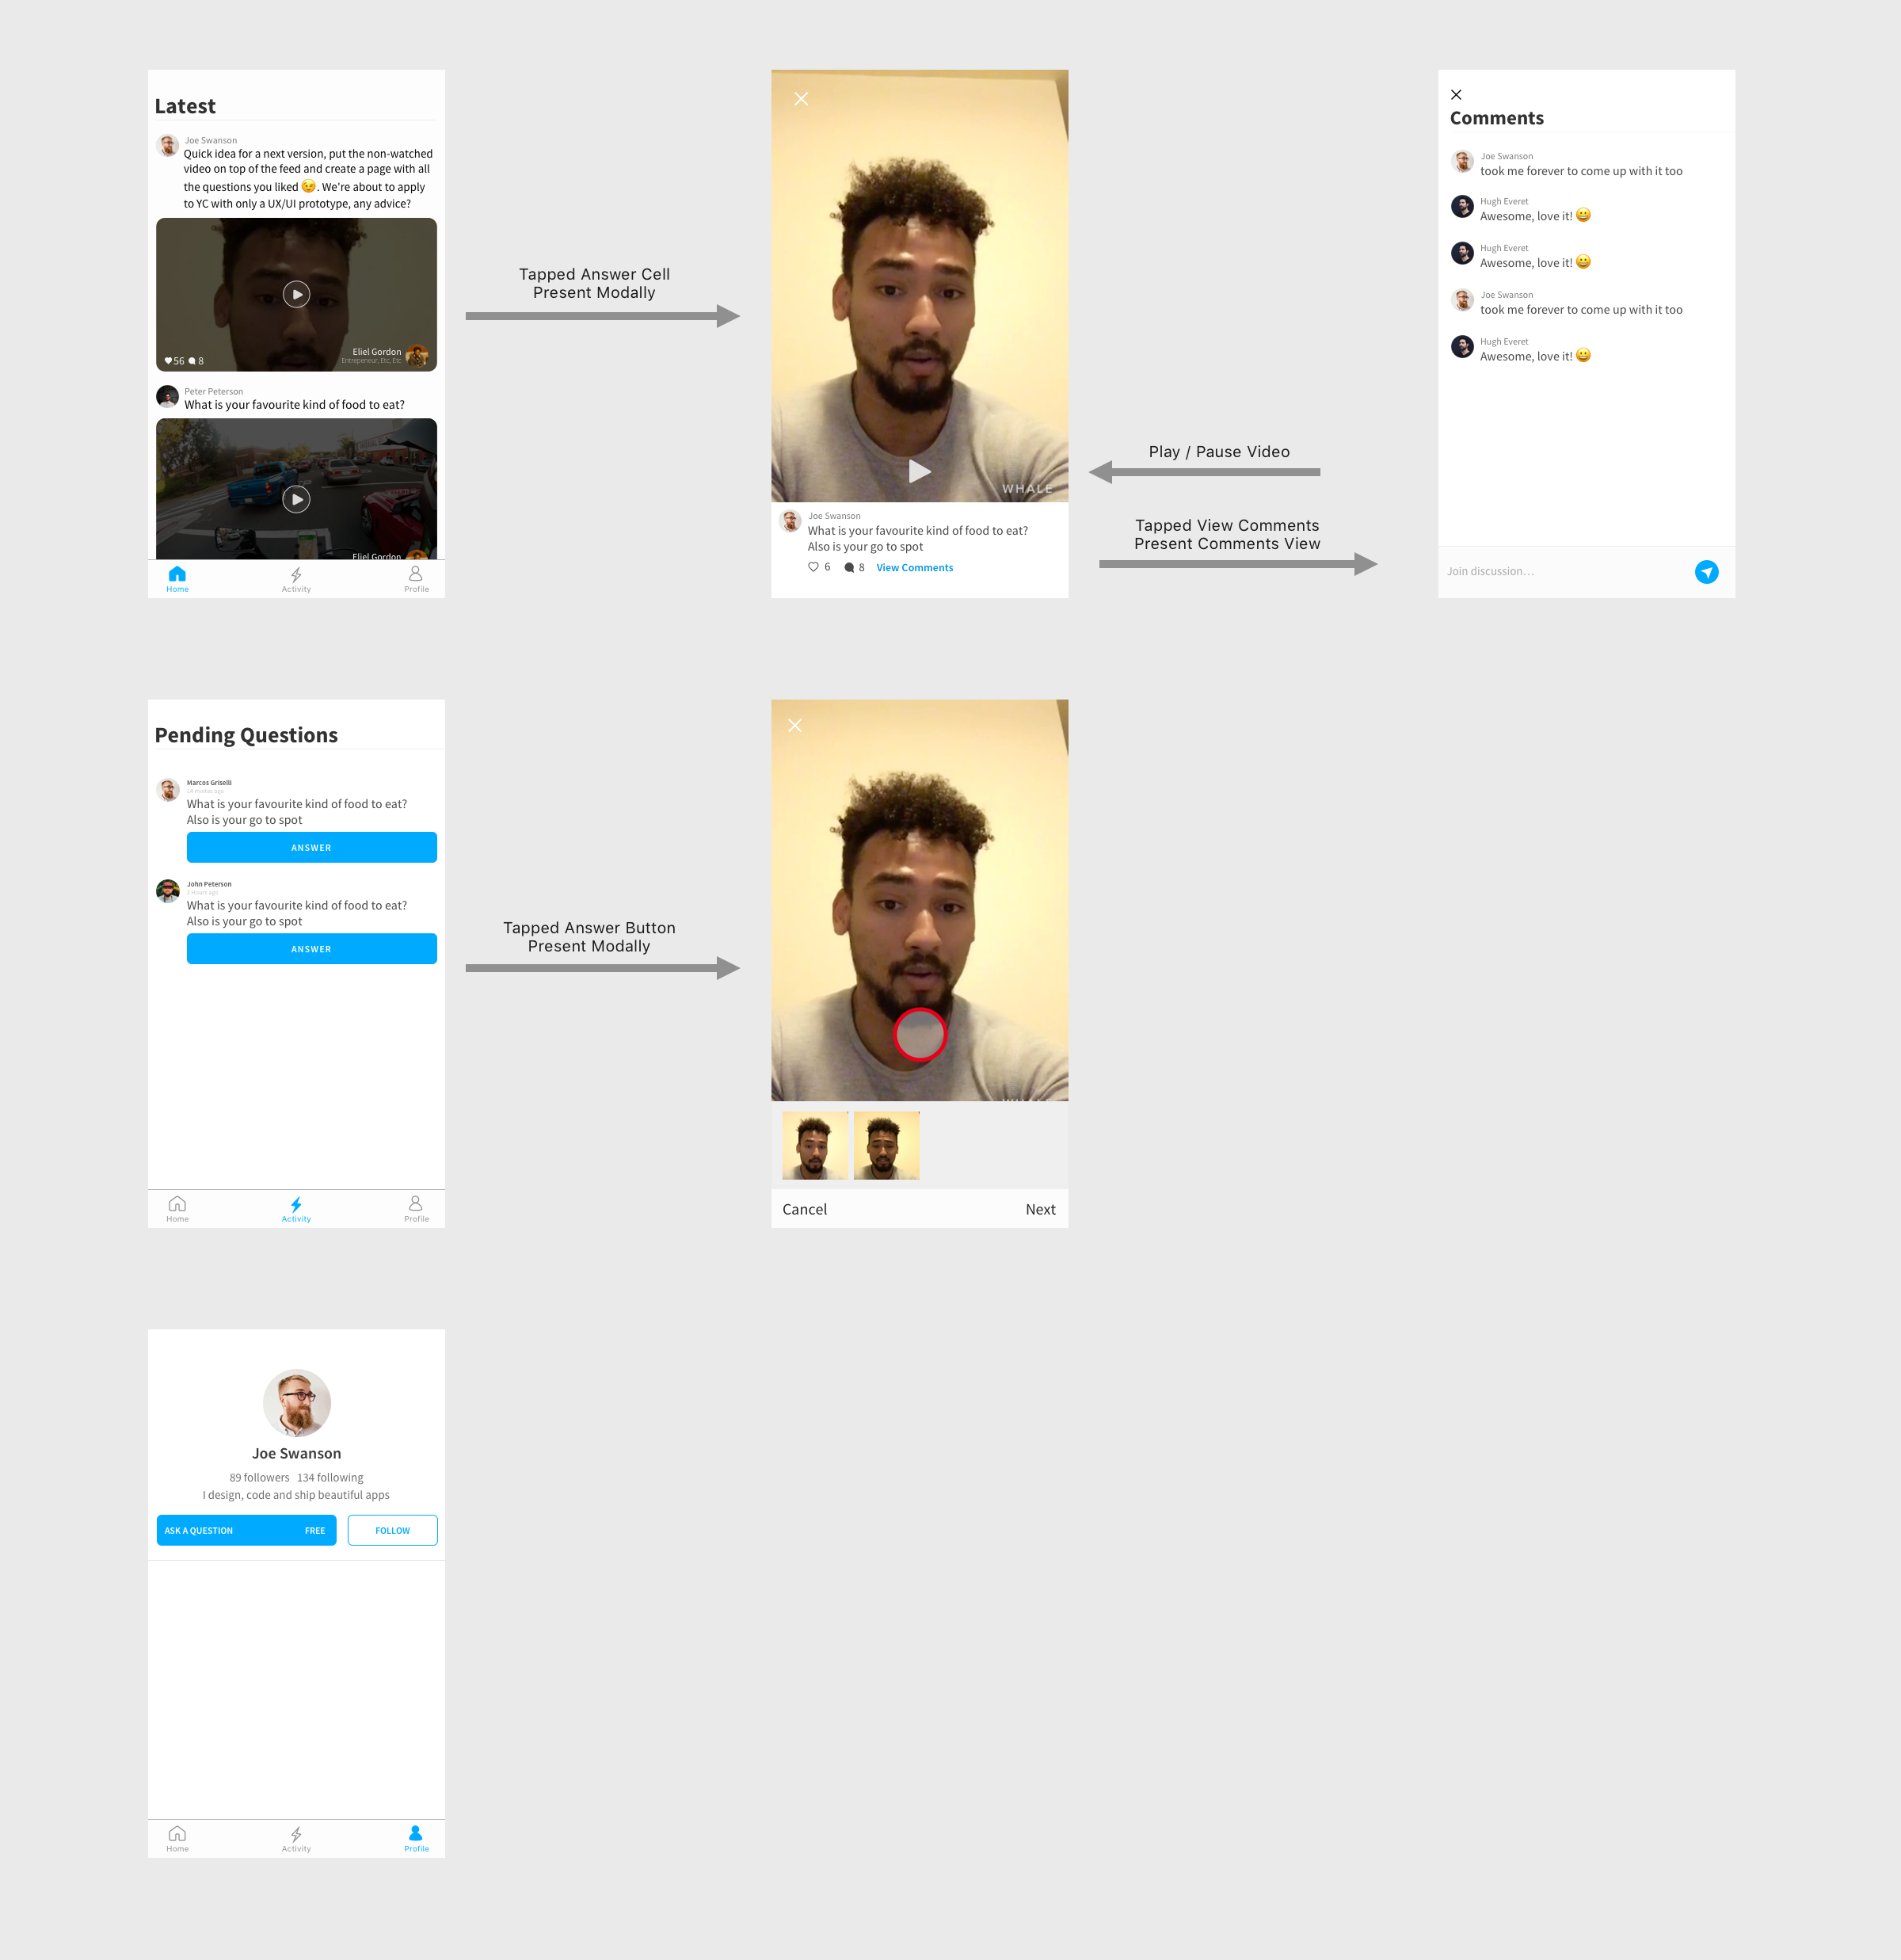 Latest
Joe Swanson
Quick idea for a next version, put the non-watched
video on top of the feed and create a page with all
the questions you liked 😉. We're about to apply
to YC with only a UX/UI prototype, any advice?
56 8
Eliel Gordon
Entrepeneur, Etc, Etc
Peter Peterson
What is your favourite kind of food to eat?
Eliel Gordon
Home
Activity
Profile
Tapped Answer Cell
Present Modally
WHALE
Joe Swanson
What is your favourite kind of food to eat?
Also is your go to spot
6 8 View Comments
Play / Pause Video
Tapped View Comments
Present Comments View
Comments
Joe Swanson
took me forever to come up with it too
Hugh Everet
Awesome, love it! 😀
Hugh Everet
Awesome, love it! 😀
Joe Swanson
took me forever to come up with it too
Hugh Everet
Awesome, love it! 😀
Join discussion...
Pending Questions
Marcos Griselli
14 mintes ago
What is your favourite kind of food to eat?
Also is your go to spot
ANSWER
John Peterson
2 Hours ago
What is your favourite kind of food to eat?
Also is your go to spot
ANSWER
Home
Activity
Profile
Tapped Answer Button
Present Modally
Cancel
Next
Joe Swanson
89 followers 134 following
I design, code and ship beautiful apps
ASK A QUESTION FREE
FOLLOW
Home
Activity
Profile